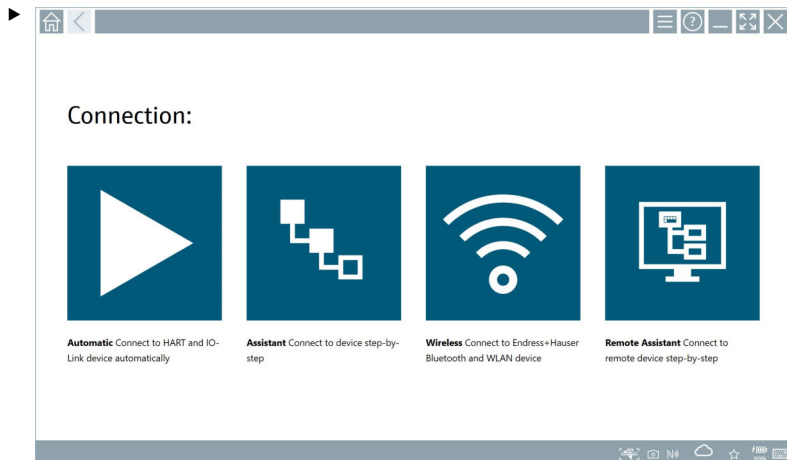 Connection:
Automatic Connect to HART and IO-
Link device automatically
Assistant Connect to device step-by-
step
Wireless Connect to Endress+Hauser
Bluetooth and WLAN device
Remote Assistant Connect to
remote device step-by-step
99%